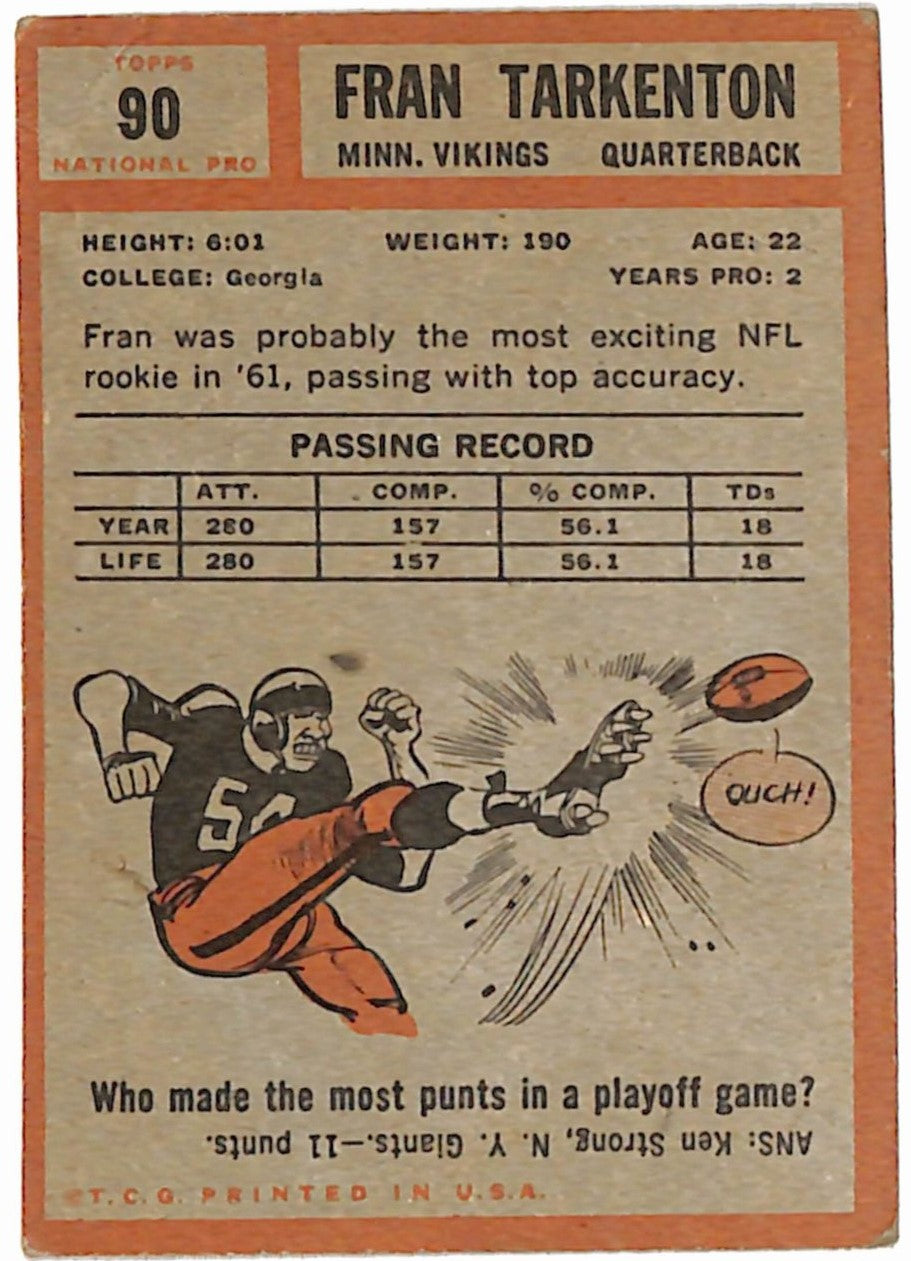 TOPPS
90
NATIONAL PRO
FRAN TARKENTON
MINN. VIKINGS QUARTERBACK
HEIGHT: 6:01 WEIGHT: 190 AGE: 22
COLLEGE: Georgia YEARS PRO: 2
Fran was probably the most exciting NFL
rookie in '61, passing with top accuracy.
PASSING RECORD
ATT. COMP. % COMP. TDs
YEAR 280 157 56.1 18
LIFE 280 157 56.1 18
54
OUCH!
Who made the most punts in a playoff game?
ANS: Ken Strong, N. Y. Giants.—11 punts.
©T.C.G. PRINTED IN U.S.A.